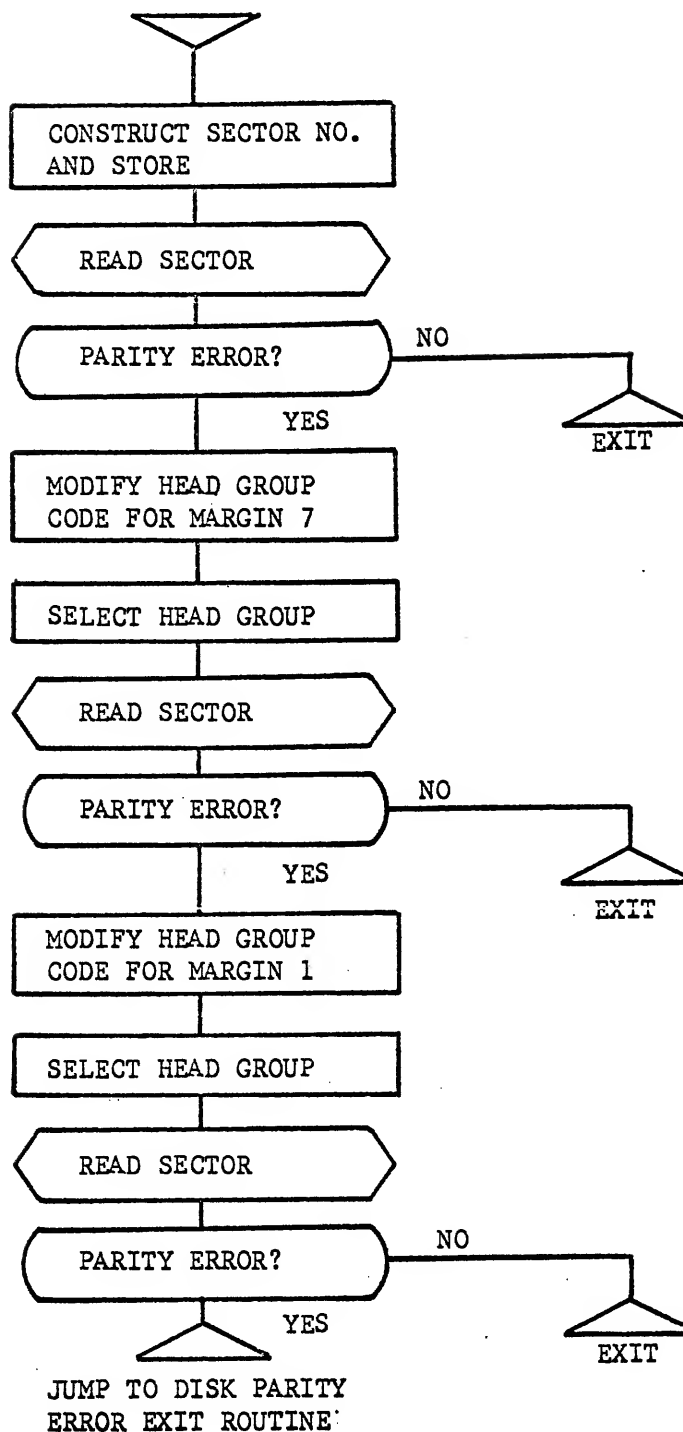 CONSTRUCT SECTOR NO.
AND STORE
READ SECTOR
PARITY ERROR?
NO
EXIT
YES
MODIFY HEAD GROUP
CODE FOR MARGIN 7
SELECT HEAD GROUP
READ SECTOR
PARITY ERROR?
NO
EXIT
YES
MODIFY HEAD GROUP
CODE FOR MARGIN 1
SELECT HEAD GROUP
READ SECTOR
PARITY ERROR?
NO
EXIT
YES
JUMP TO DISK PARITY
ERROR EXIT ROUTINE